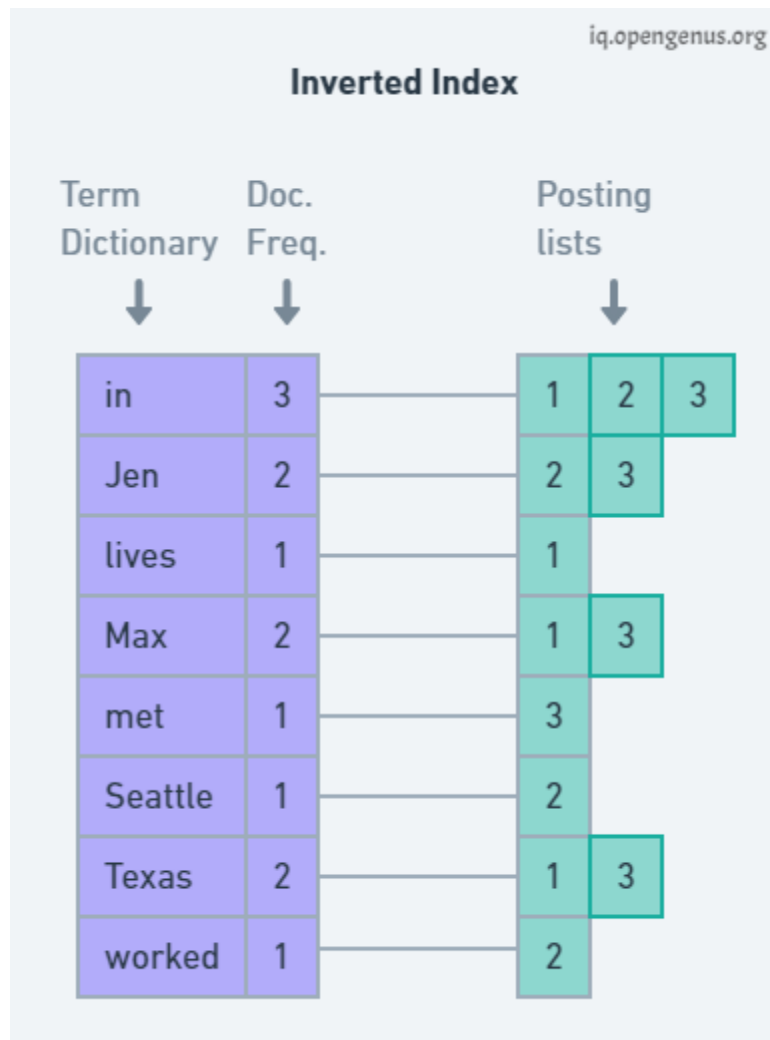 iq.opengenus.org
Inverted Index
Term Doc. Posting
Dictionary Freq. lists
in 3 1 2 3
Jen 2 2 3
lives 1 1
Max 2 1 3
met 1 3
Seattle 1 2
Texas 2 1 3
worked 1 2